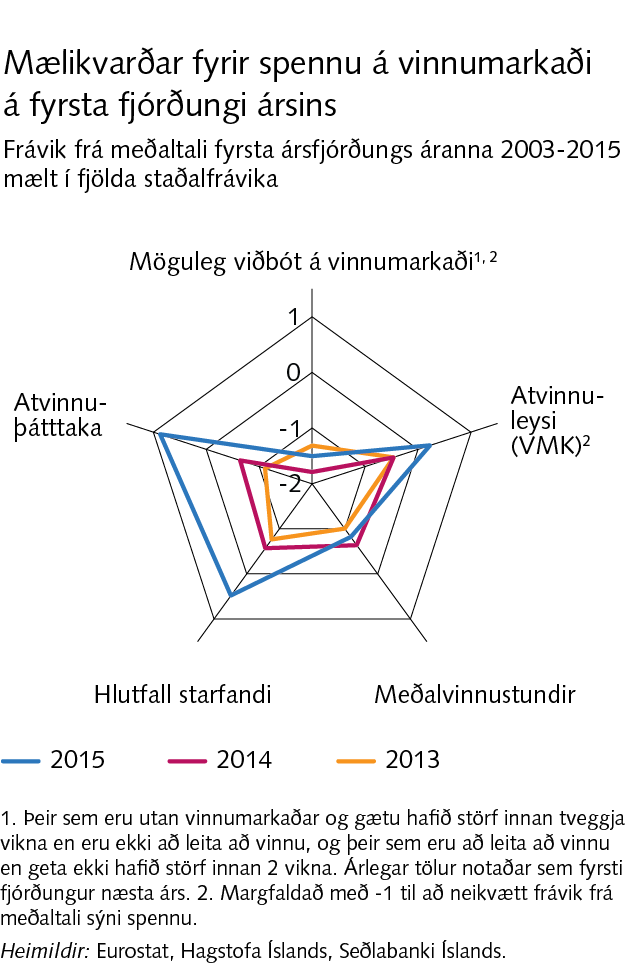 Mælikvarðar fyrir spennu á vinnumarkaði
á fyrsta fjórðungi ársins
Frávik frá meðaltali fyrsta ársfjórðungs áranna 2003-2015
mælt í fjölda staðalfrávika
Möguleg viðbót á vinnumarkaði1, 2
1
0
-1
-2
Atvinnu-
þátttaka
Atvinnu-
leysi
(VMK)2
Hlutfall starfandi
Meðalvinnustundir
2015
2014
2013
1. Þeir sem eru utan vinnumarkaðar og gætu hafið störf innan tveggja
vikna en eru ekki að leita að vinnu, og þeir sem eru að leita að vinnu
en geta ekki hafið störf innan 2 vikna. Árlegar tölur notaðar sem fyrsti
fjórðungur næsta árs. 2. Margfaldað með -1 til að neikvætt frávik frá
meðaltali sýni spennu.
Heimildir: Eurostat, Hagstofa Íslands, Seðlabanki Íslands.